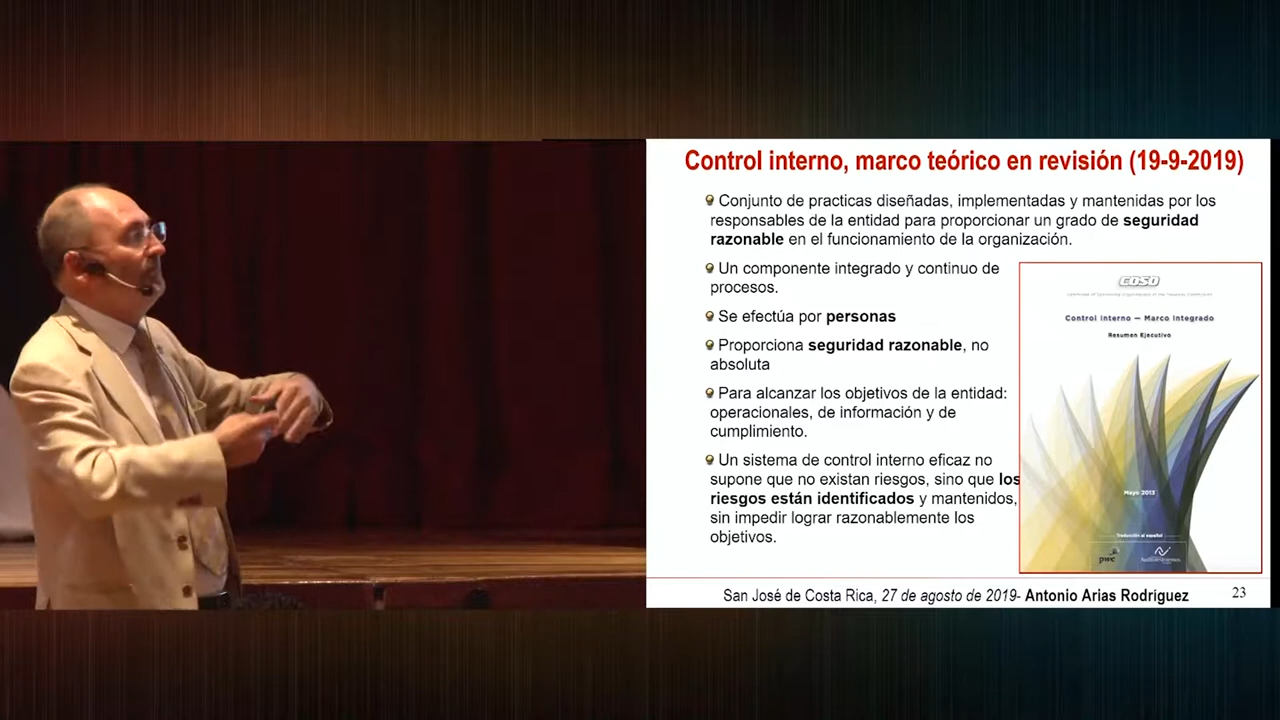 Control interno, marco teórico en revisión (19-9-2019)
Conjunto de practicas diseñadas, implementadas y mantenidas por los
responsables de la entidad para proporcionar un grado de seguridad
razonable en el funcionamiento de la organización.
Un componente integrado y continuo de
procesos.
Se efectúa por personas
Proporciona seguridad razonable, no
absoluta
Para alcanzar los objetivos de la entidad:
operacionales, de información y de
cumplimiento.
Un sistema de control interno eficaz no
supone que no existan riesgos, sino que los
riesgos están identificados y mantenidos,
sin impedir lograr razonablemente los
objetivos.
COSO
Control Interno — Marco Integrado
Resumen Ejecutivo
Mayo 2013
Traducción al español
pwc
San José de Costa Rica, 27 de agosto de 2019- Antonio Arias Rodríguez
23